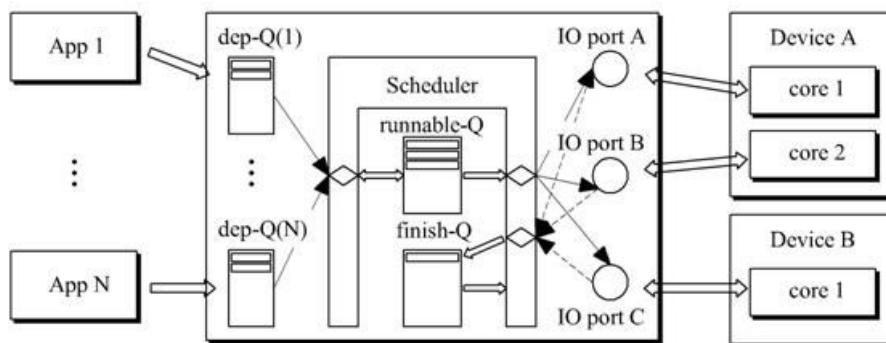 App 1
dep-Q(1)
IO port A
Device A
Scheduler
core 1
runnable-Q
IO port B
core 2
dep-Q(N)
finish-Q
Device B
App N
core 1
IO port C